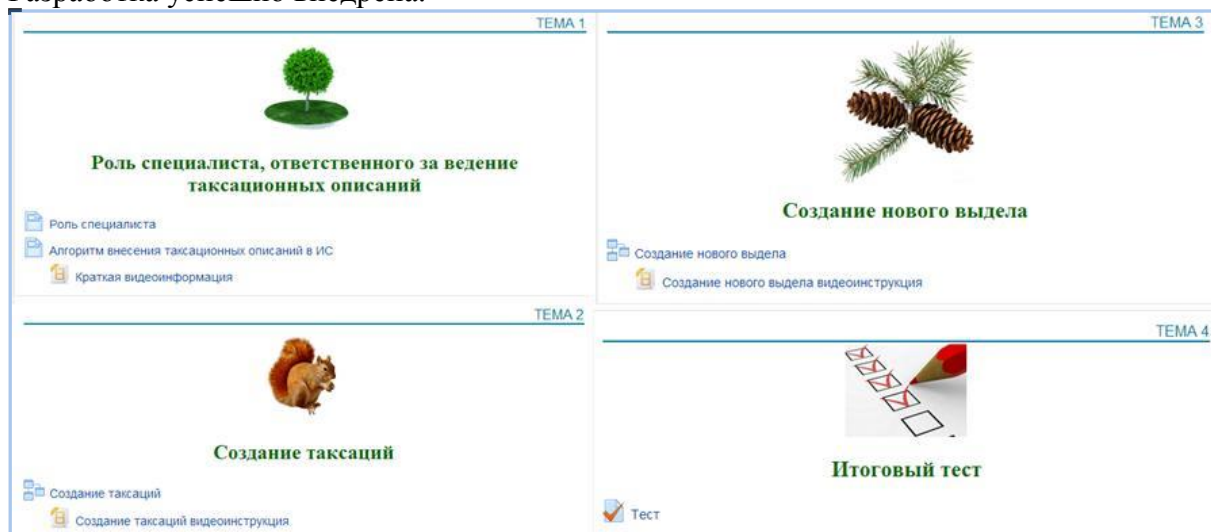 Разработка успешно внедрена.
ТЕМА 1
Роль специалиста, ответственного за ведение
таксационных описаний
Роль специалиста
Алгоритм внесения таксационных описаний в ИС
Краткая видеоинформация
ТЕМА 2
Создание таксаций
Создание таксаций
Создание таксаций видеоинструкция
ТЕМА 3
Создание нового выдела
Создание нового выдела
Создание нового выдела видеоинструкция
ТЕМА 4
Итоговый тест
Тест